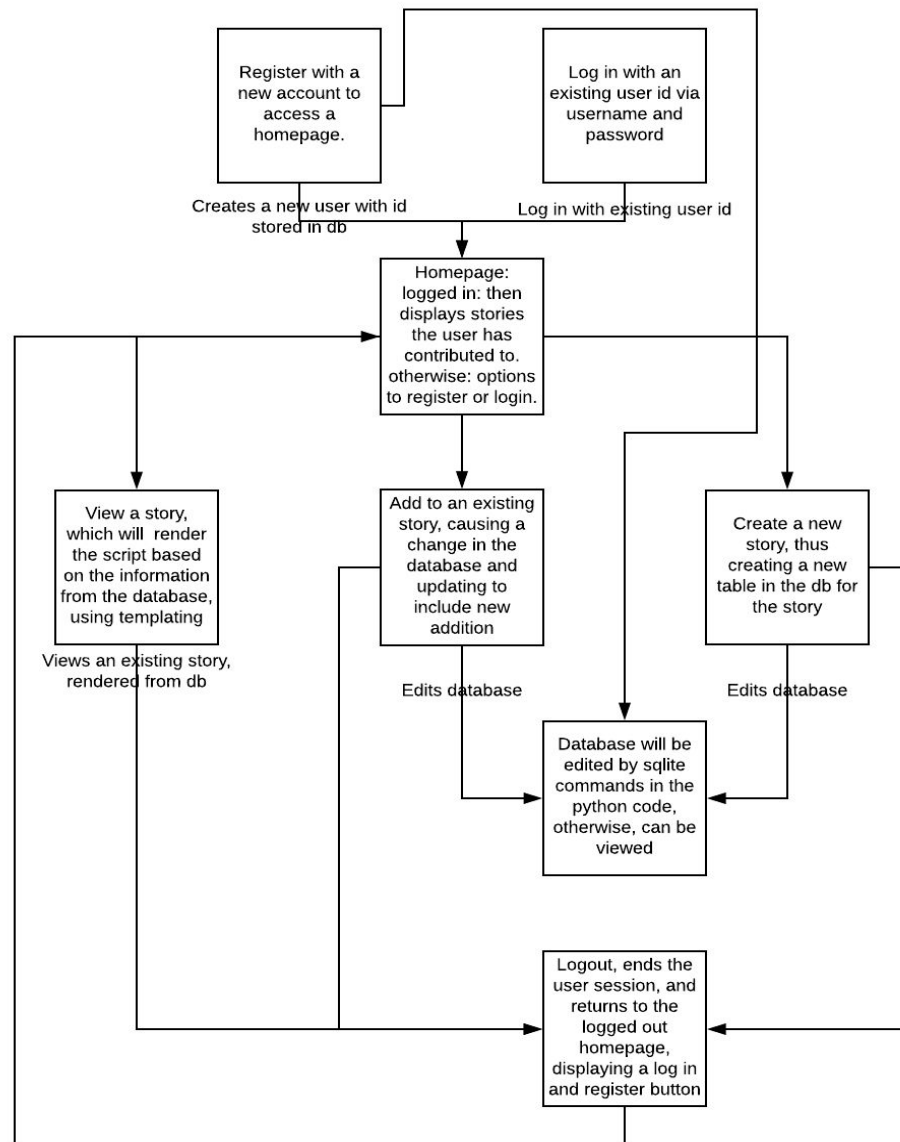 Register with a
new account to
access a
homepage.
Log in with an
existing user id via
username and
password
Creates a new user with id
stored in db
Log in with existing user id
Homepage:
logged in: then
displays stories
the user has
contributed to.
otherwise: options
to register or login.
View a story,
which will render
the script based
on the information
from the database,
using templating
Add to an existing
story, causing a
change in the
database and
updating to
include new
addition
Create a new
story, thus
creating a new
table in the db for
the story
Views an existing story,
rendered from db
Edits database
Edits database
Database will be
edited by sqlite
commands in the
python code,
otherwise, can be
viewed
Logout, ends the
user session, and
returns to the
logged out
homepage,
displaying a log in
and register button